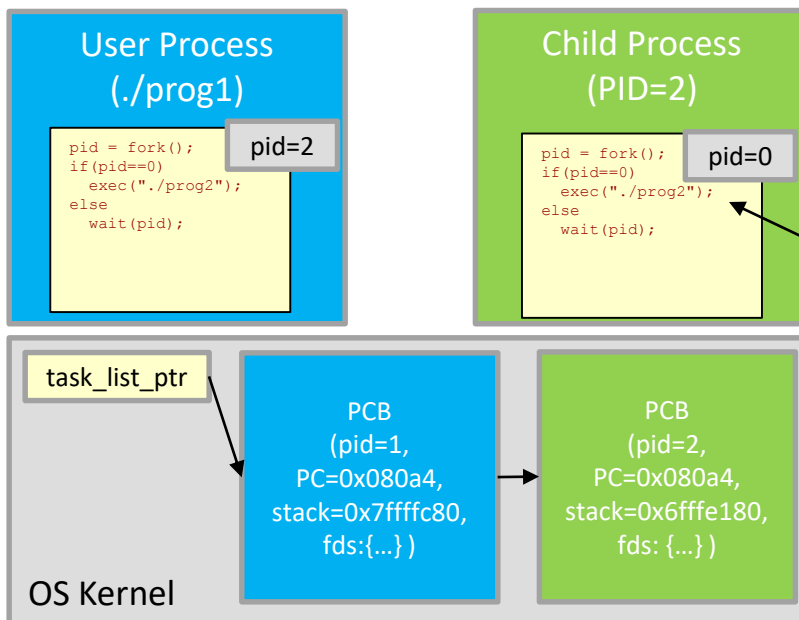 User Process
(./prog1)
pid = fork();
if(pid==0)
  exec("./prog2");
else
  wait(pid);
pid=2
Child Process
(PID=2)
pid = fork();
if(pid==0)
  exec("./prog2");
else
  wait(pid);
pid=0
task_list_ptr
PCB
(pid=1,
PC=0x080a4,
stack=0x7ffffc80,
fds:{...} )
PCB
(pid=2,
PC=0x080a4,
stack=0x6fffe180,
fds: {...} )
OS Kernel